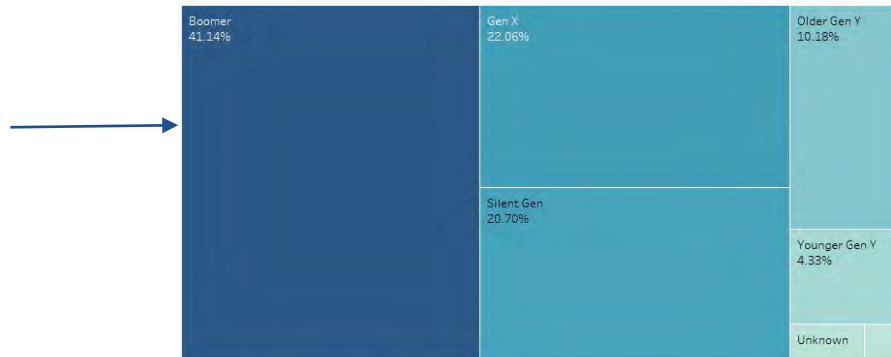 Boomer
41.14%
Gen X
22.06%
Silent Gen
20.70%
Older Gen Y
10.18%
Younger Gen Y
4.33%
Unknown